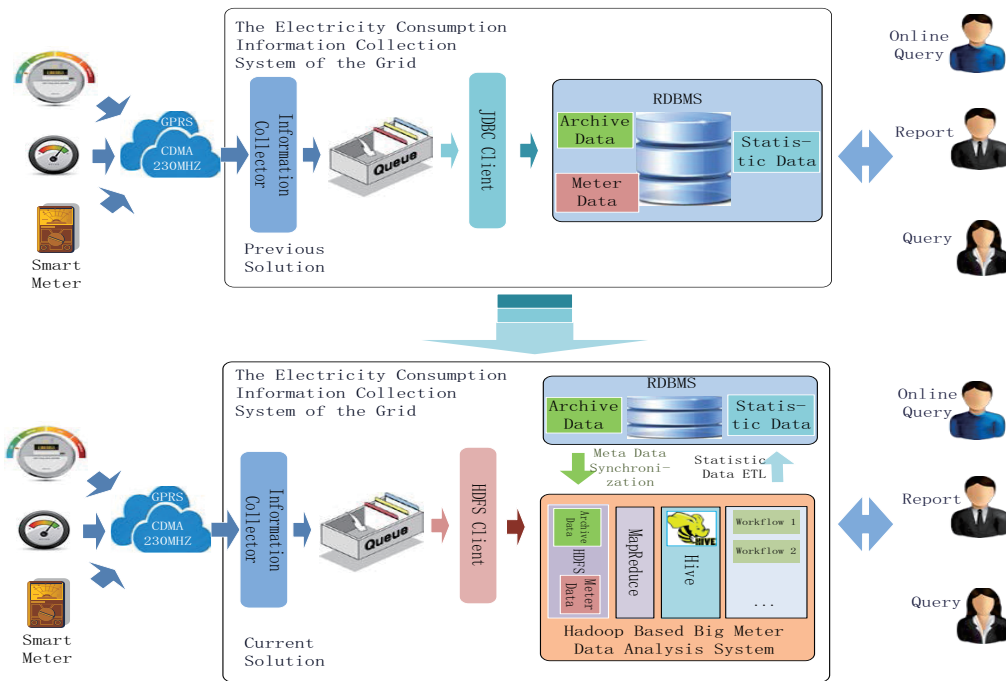 The Electricity Consumption
Information Collection
System of the Grid
GPRS
CDMA
230MHZ
Smart
Meter
Information
Collector
Queue
JDBC Client
RDBMS
Archive
Data
Meter
Data
Statis-
tic Data
Previous
Solution
Online
Query
Report
Query
The Electricity Consumption
Information Collection
System of the Grid
GPRS
CDMA
230MHZ
Smart
Meter
Information
Collector
Queue
HDFS Client
RDBMS
Archive
Data
Statis-
tic Data
Meta Data
Synchroni-
zation
Statistic
Data ETL
Archive
Data
HDFS
Meter
Data
MapReduce
HIVE
Hive
Workflow 1
Workflow 2
...
Hadoop Based Big Meter
Data Analysis System
Current
Solution
Online
Query
Report
Query